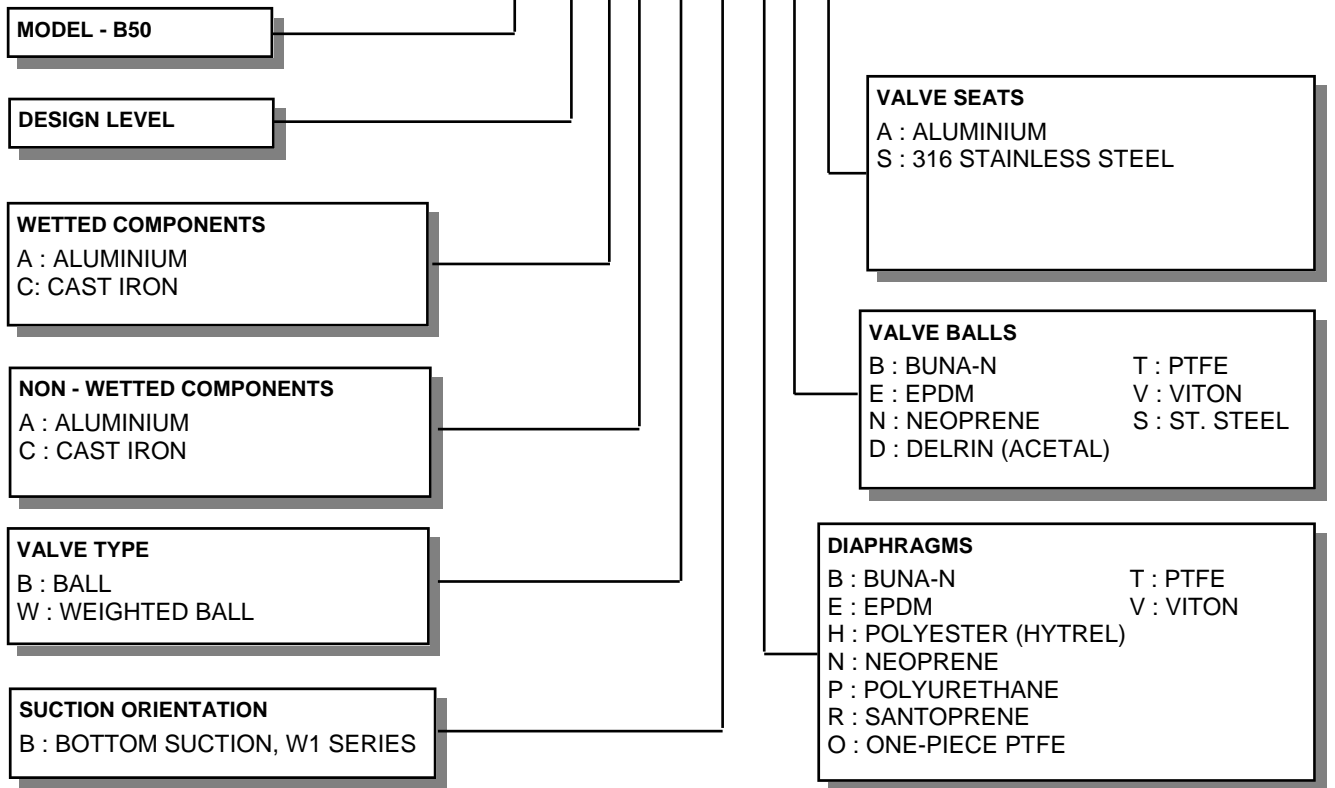 MODEL - B50
DESIGN LEVEL
WETTED COMPONENTS
A : ALUMINIUM
C: CAST IRON
NON - WETTED COMPONENTS
A : ALUMINIUM
C : CAST IRON
VALVE TYPE
B : BALL
W : WEIGHTED BALL
SUCTION ORIENTATION
B : BOTTOM SUCTION, W1 SERIES
VALVE SEATS
A : ALUMINIUM
S : 316 STAINLESS STEEL
VALVE BALLS
B : BUNA-N T : PTFE
E : EPDM V : VITON
N : NEOPRENE S : ST. STEEL
D : DELRIN (ACETAL)
DIAPHRAGMS
B : BUNA-N T : PTFE
E : EPDM V : VITON
H : POLYESTER (HYTREL)
N : NEOPRENE
P : POLYURETHANE
R : SANTOPRENE
O : ONE-PIECE PTFE